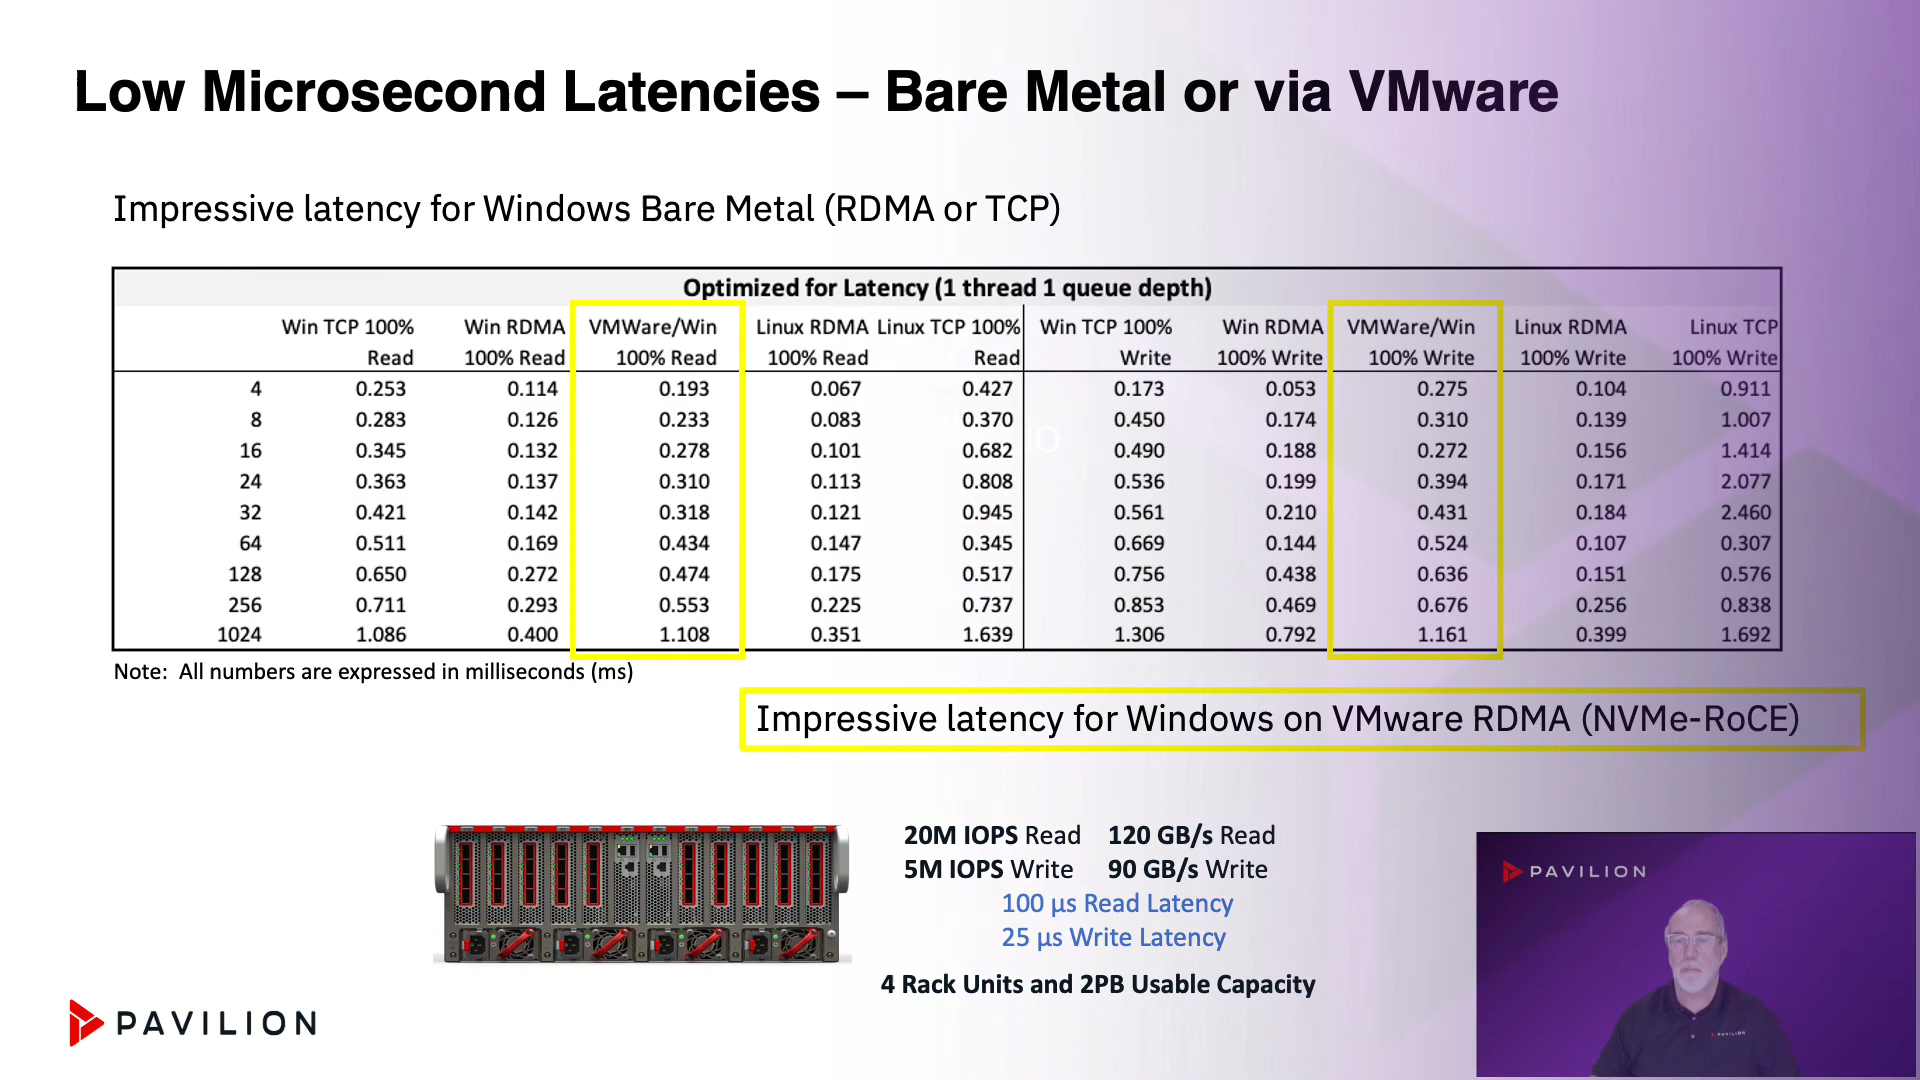 Low Microsecond Latencies – Bare Metal or via VMware
Impressive latency for Windows Bare Metal (RDMA or TCP)
Optimized for Latency (1 thread 1 queue depth)
Win TCP 100% Win RDMA VMWare/Win Linux RDMA Linux TCP 100% Win TCP 100% Win RDMA VMWare/Win Linux RDMA Linux TCP
Read 100% Read 100% Read 100% Read Read Write 100% Write 100% Write 100% Write 100% Write
4 0.253 0.114 0.193 0.067 0.427 0.173 0.053 0.275 0.104 0.911
8 0.283 0.126 0.233 0.083 0.370 0.450 0.174 0.310 0.139 1.007
16 0.345 0.132 0.278 0.101 0.682 0.490 0.188 0.272 0.156 1.414
24 0.363 0.137 0.310 0.113 0.808 0.536 0.199 0.394 0.171 2.077
32 0.421 0.142 0.318 0.121 0.945 0.561 0.210 0.431 0.184 2.460
64 0.511 0.169 0.434 0.147 0.345 0.669 0.144 0.524 0.107 0.307
128 0.650 0.272 0.474 0.175 0.517 0.756 0.438 0.636 0.151 0.576
256 0.711 0.293 0.553 0.225 0.737 0.853 0.469 0.676 0.256 0.838
1024 1.086 0.400 1.108 0.351 1.639 1.306 0.792 1.161 0.399 1.692
Note: All numbers are expressed in milliseconds (ms)
Impressive latency for Windows on VMware RDMA (NVMe-RoCE)
20M IOPS Read 120 GB/s Read
5M IOPS Write 90 GB/s Write
100 µs Read Latency
25 µs Write Latency
4 Rack Units and 2PB Usable Capacity
PAVILION
PAVILION
PAVILION